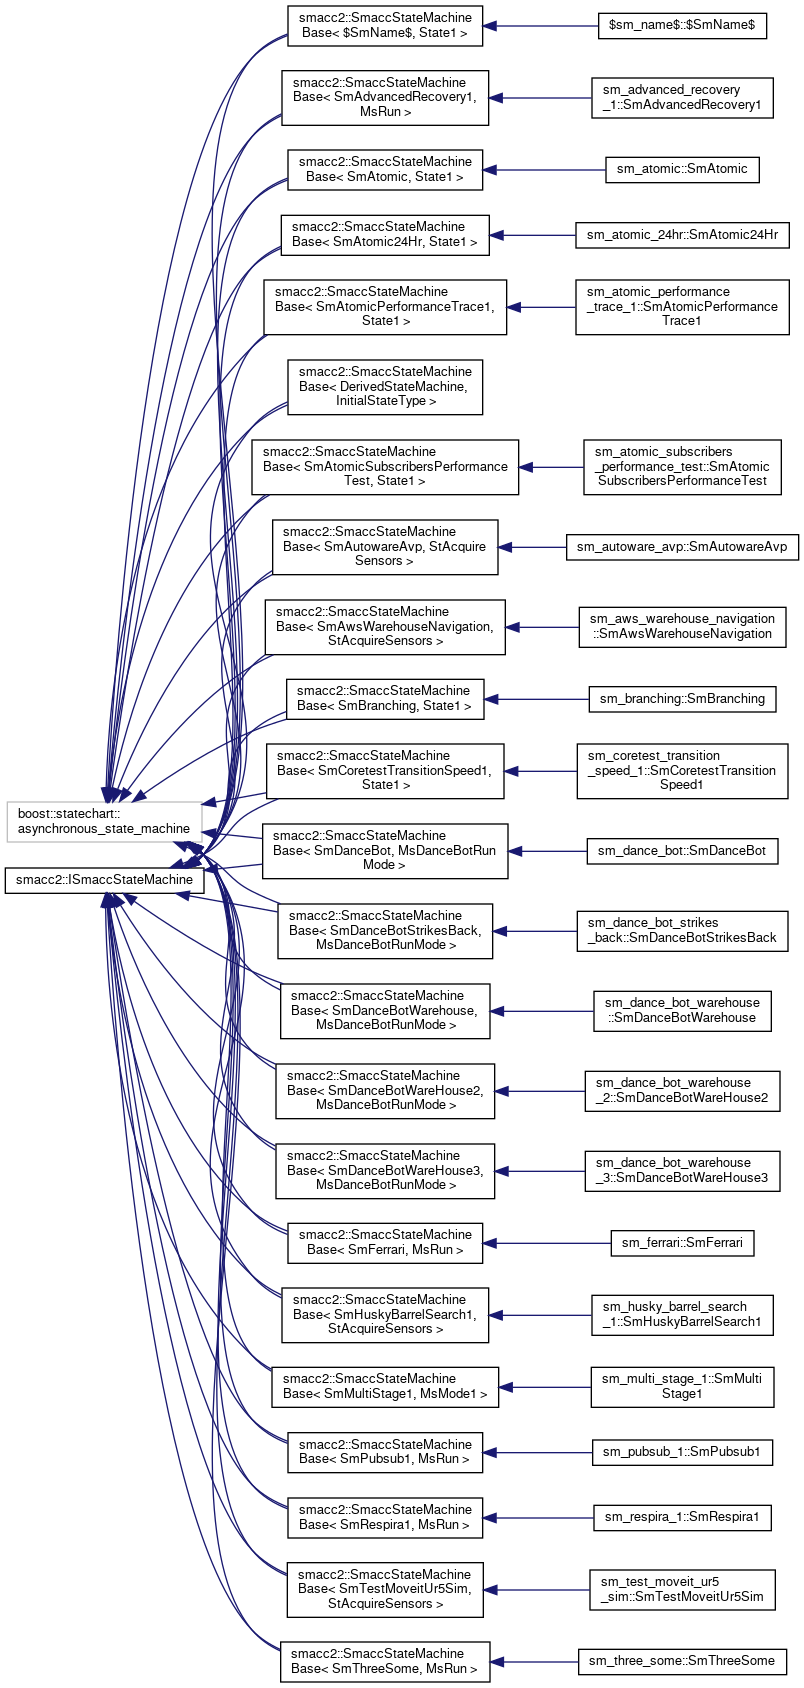 smacc2::SmaccStateMachine
Base< $SmName$, State1 >
$sm_name$::$SmName$
smacc2::SmaccStateMachine
Base< SmAdvancedRecovery1,
MsRun >
sm_advanced_recovery
_1::SmAdvancedRecovery1
smacc2::SmaccStateMachine
Base< SmAtomic, State1 >
sm_atomic::SmAtomic
smacc2::SmaccStateMachine
Base< SmAtomic24Hr, State1 >
sm_atomic_24hr::SmAtomic24Hr
smacc2::SmaccStateMachine
Base< SmAtomicPerformanceTrace1,
State1 >
sm_atomic_performance
_trace_1::SmAtomicPerformance
Trace1
smacc2::SmaccStateMachine
Base< DerivedStateMachine,
InitialStateType >
smacc2::SmaccStateMachine
Base< SmAtomicSubscribersPerformance
Test, State1 >
sm_atomic_subscribers
_performance_test::SmAtomic
SubscribersPerformanceTest
smacc2::SmaccStateMachine
Base< SmAutowareAvp, StAcquire
Sensors >
sm_autoware_avp::SmAutowareAvp
smacc2::SmaccStateMachine
Base< SmAwsWarehouseNavigation,
StAcquireSensors >
sm_aws_warehouse_navigation
::SmAwsWarehouseNavigation
smacc2::SmaccStateMachine
Base< SmBranching, State1 >
sm_branching::SmBranching
smacc2::SmaccStateMachine
Base< SmCoretestTransitionSpeed1,
State1 >
sm_coretest_transition
_speed_1::SmCoretestTransition
Speed1
boost::statechart::
asynchronous_state_machine
smacc2::ISmaccStateMachine
smacc2::SmaccStateMachine
Base< SmDanceBot, MsDanceBotRun
Mode >
sm_dance_bot::SmDanceBot
smacc2::SmaccStateMachine
Base< SmDanceBotStrikesBack,
MsDanceBotRunMode >
sm_dance_bot_strikes
_back::SmDanceBotStrikesBack
smacc2::SmaccStateMachine
Base< SmDanceBotWarehouse,
MsDanceBotRunMode >
sm_dance_bot_warehouse
::SmDanceBotWarehouse
smacc2::SmaccStateMachine
Base< SmDanceBotWareHouse2,
MsDanceBotRunMode >
sm_dance_bot_warehouse
_2::SmDanceBotWareHouse2
smacc2::SmaccStateMachine
Base< SmDanceBotWareHouse3,
MsDanceBotRunMode >
sm_dance_bot_warehouse
_3::SmDanceBotWareHouse3
smacc2::SmaccStateMachine
Base< SmFerrari, MsRun >
sm_ferrari::SmFerrari
smacc2::SmaccStateMachine
Base< SmHuskyBarrelSearch1,
StAcquireSensors >
sm_husky_barrel_search
_1::SmHuskyBarrelSearch1
smacc2::SmaccStateMachine
Base< SmMultiStage1, MsMode1 >
sm_multi_stage_1::SmMulti
Stage1
smacc2::SmaccStateMachine
Base< SmPubsub1, MsRun >
sm_pubsub_1::SmPubsub1
smacc2::SmaccStateMachine
Base< SmRespira1, MsRun >
sm_respira_1::SmRespira1
smacc2::SmaccStateMachine
Base< SmTestMoveitUr5Sim,
StAcquireSensors >
sm_test_moveit_ur5
_sim::SmTestMoveitUr5Sim
smacc2::SmaccStateMachine
Base< SmThreeSome, MsRun >
sm_three_some::SmThreeSome